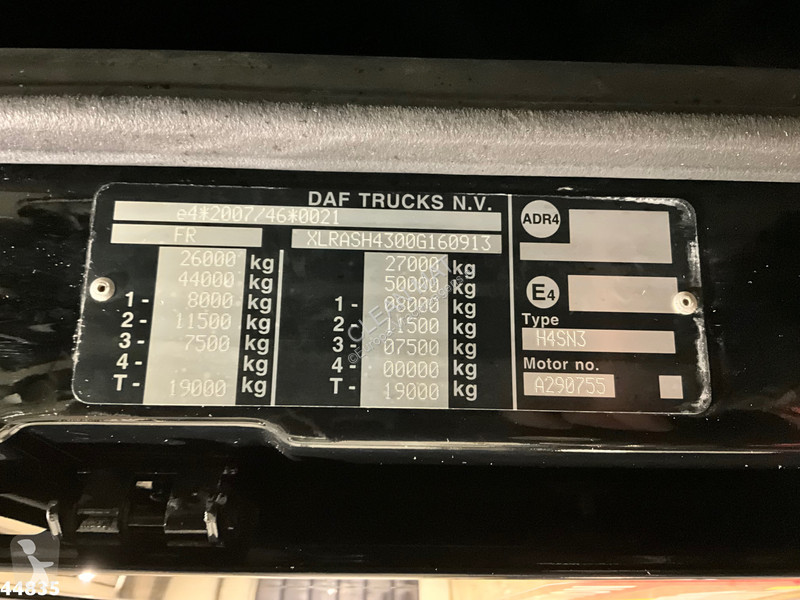 DAF TRUCKS N.V.
e4*2007/46*0021
FR XLRASH4300G160913
26000 kg 27000 kg
44000 kg 50000 kg
1- 8000 kg 1- 08000 kg
2- 11500 kg 2- 11500 kg
3- 7500 kg 3- 07500 kg
4- kg 4- 00000 kg
T- 19000 kg T- 19000 kg
ADR4
E4
Type
H4SN3
Motor no.
A290755
44835